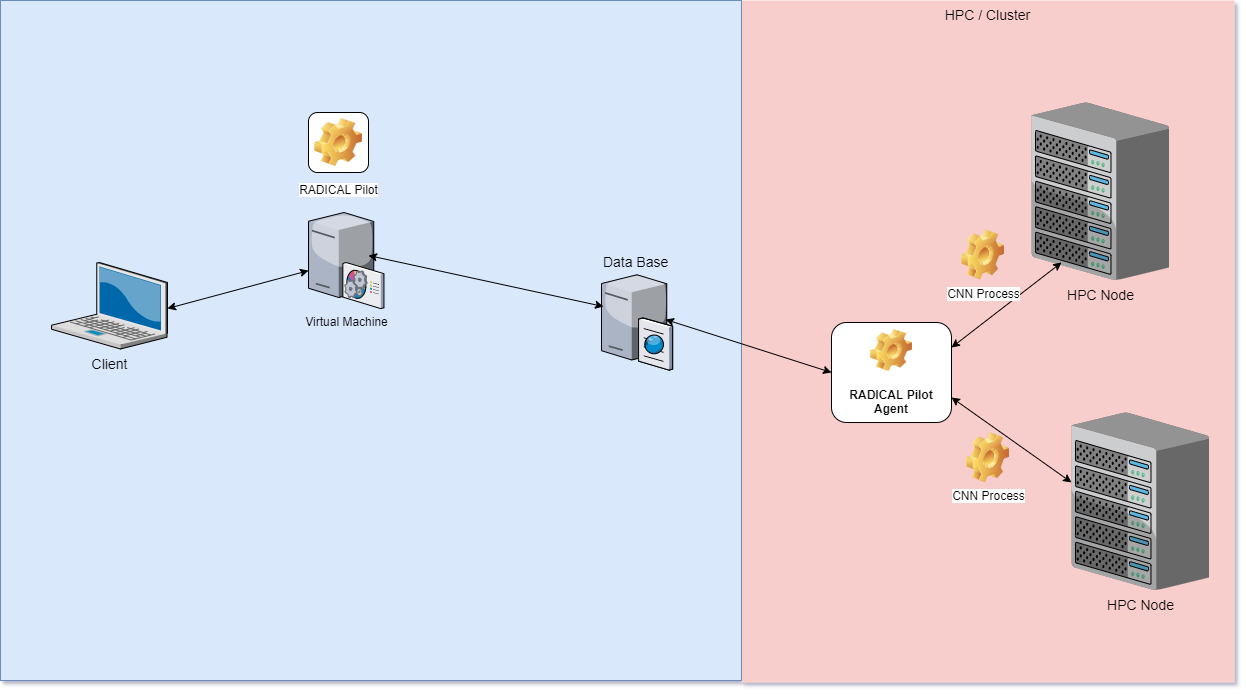 HPC / Cluster
RADICAL Pilot
Virtual Machine
Client
Data Base
CNN Process
HPC Node
RADICAL Pilot
Agent
CNN Process
HPC Node